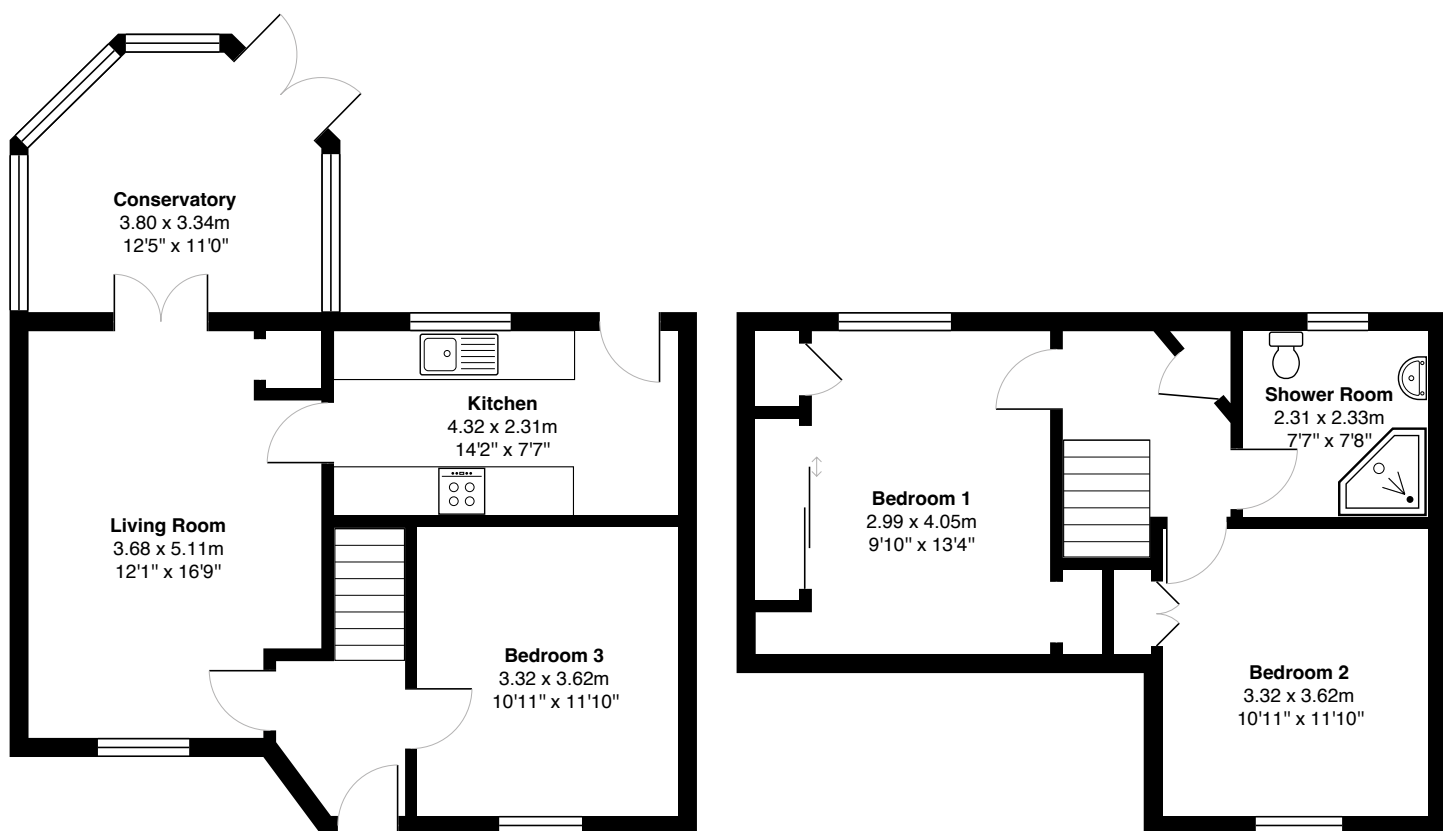 Conservatory
3.80 x 3.34m
12'5" x 11'0"
Kitchen
4.32 x 2.31m
14'2" x 7'7"
Living Room
3.68 x 5.11m
12'1" x 16'9"
Bedroom 3
3.32 x 3.62m
10'11" x 11'10"
Bedroom 1
2.99 x 4.05m
9'10" x 13'4"
Shower Room
2.31 x 2.33m
7'7" x 7'8"
Bedroom 2
3.32 x 3.62m
10'11" x 11'10"